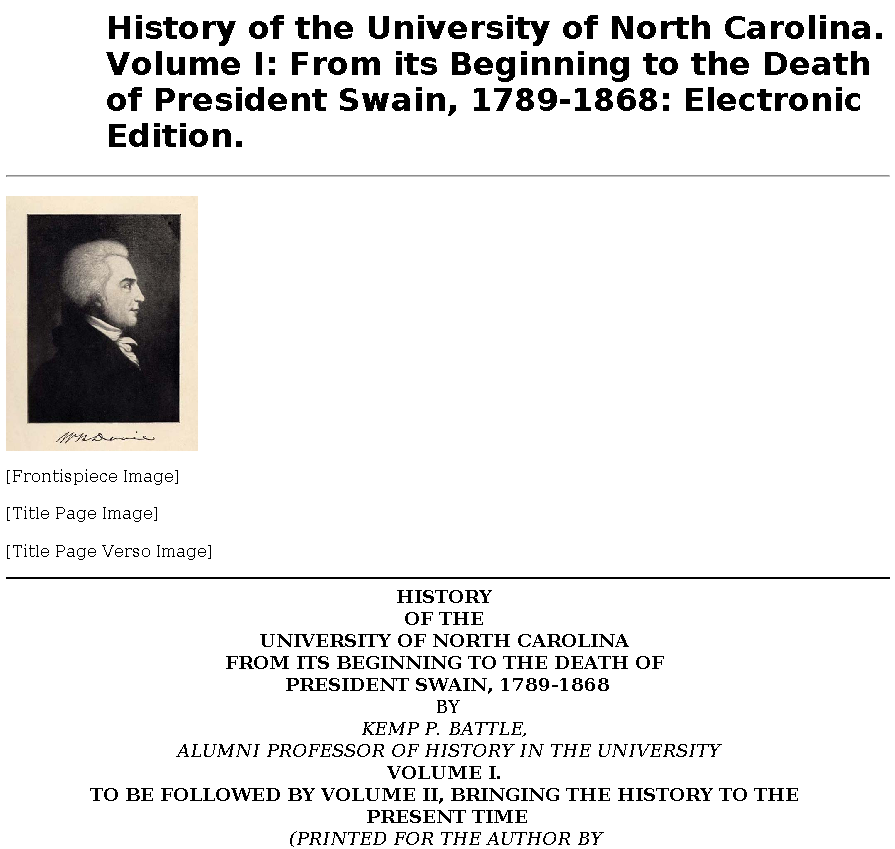 History of the University of North Carolina.
Volume I: From its Beginning to the Death
of President Swain, 1789-1868: Electronic
Edition.
W R Davie
[Frontispiece Image]
[Title Page Image]
[Title Page Verso Image]
HISTORY
OF THE
UNIVERSITY OF NORTH CAROLINA
FROM ITS BEGINNING TO THE DEATH OF
PRESIDENT SWAIN, 1789-1868
BY
KEMP P. BATTLE,
ALUMNI PROFESSOR OF HISTORY IN THE UNIVERSITY
VOLUME I.
TO BE FOLLOWED BY VOLUME II, BRINGING THE HISTORY TO THE
PRESENT TIME
(PRINTED FOR THE AUTHOR BY